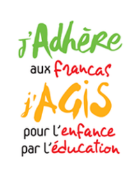 j'Adhère
aux francas
j'AGIS
pour l'enfance
par l'éducation